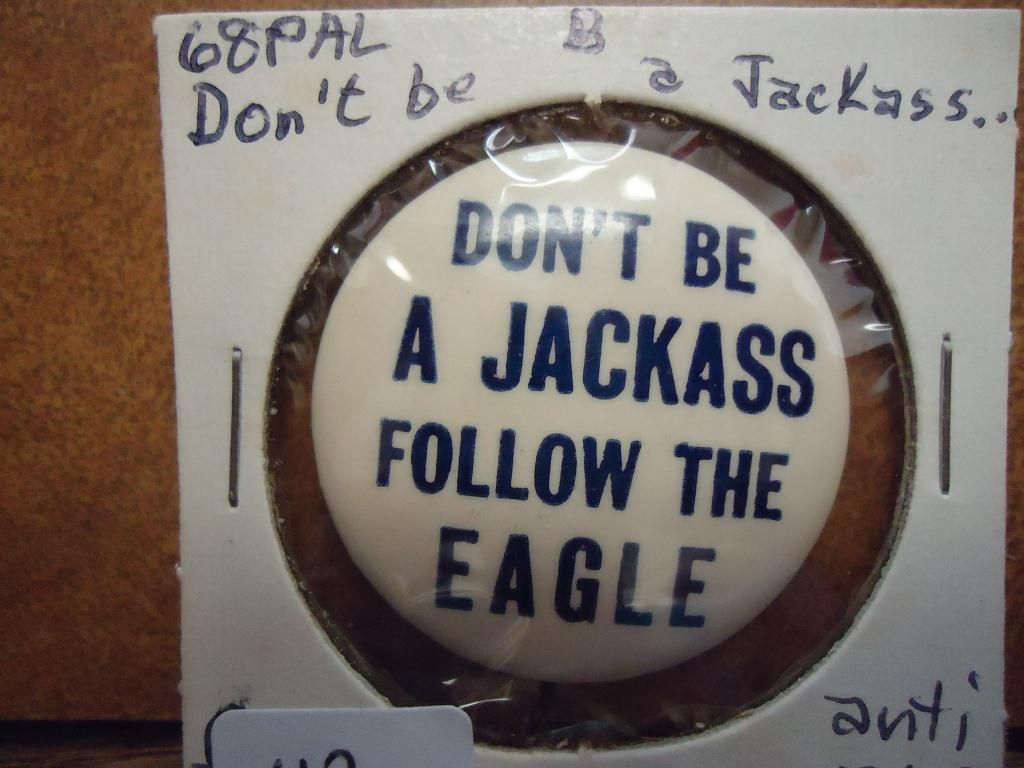 68PAL B
Don't be a Jackass..
DON'T BE
A JACKASS
FOLLOW THE
EAGLE
anti